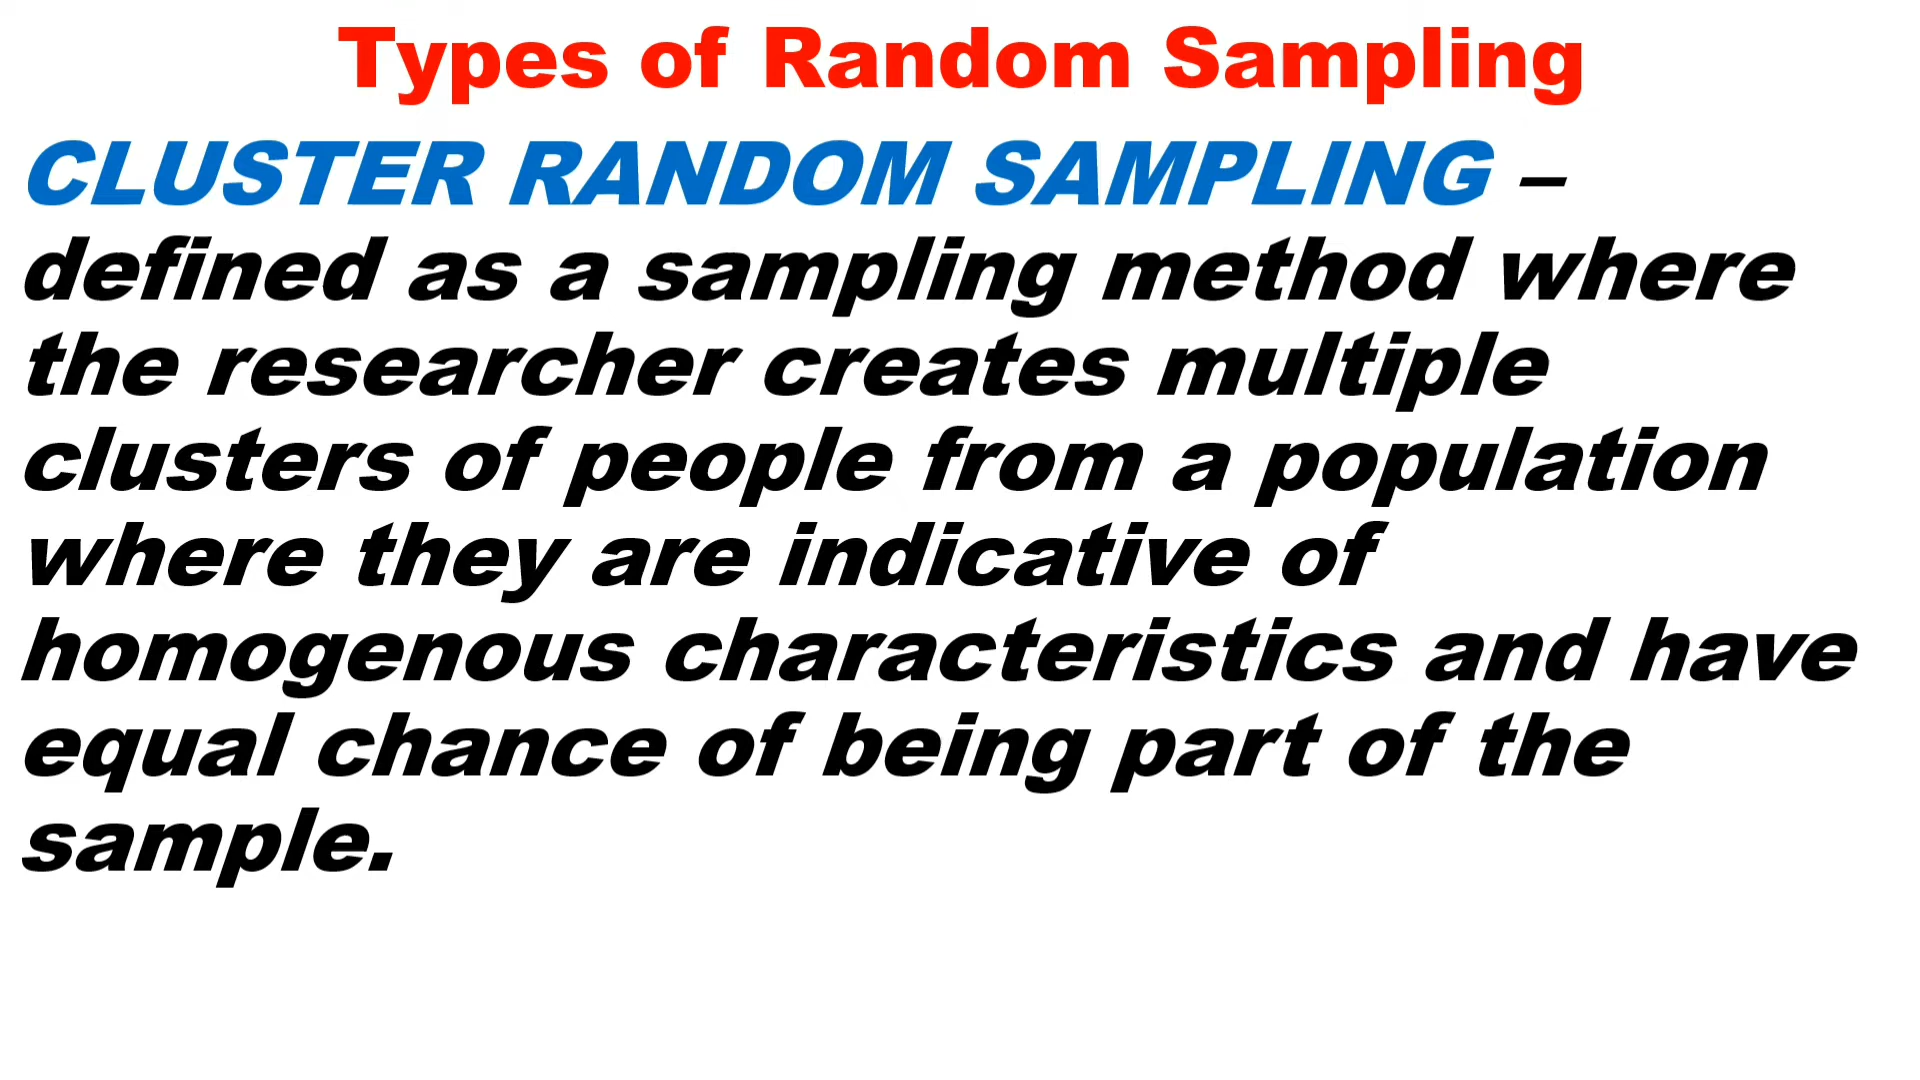 Types of Random Sampling
CLUSTER RANDOM SAMPLING –
defined as a sampling method where
the researcher creates multiple
clusters of people from a population
where they are indicative of
homogenous characteristics and have
equal chance of being part of the
sample.